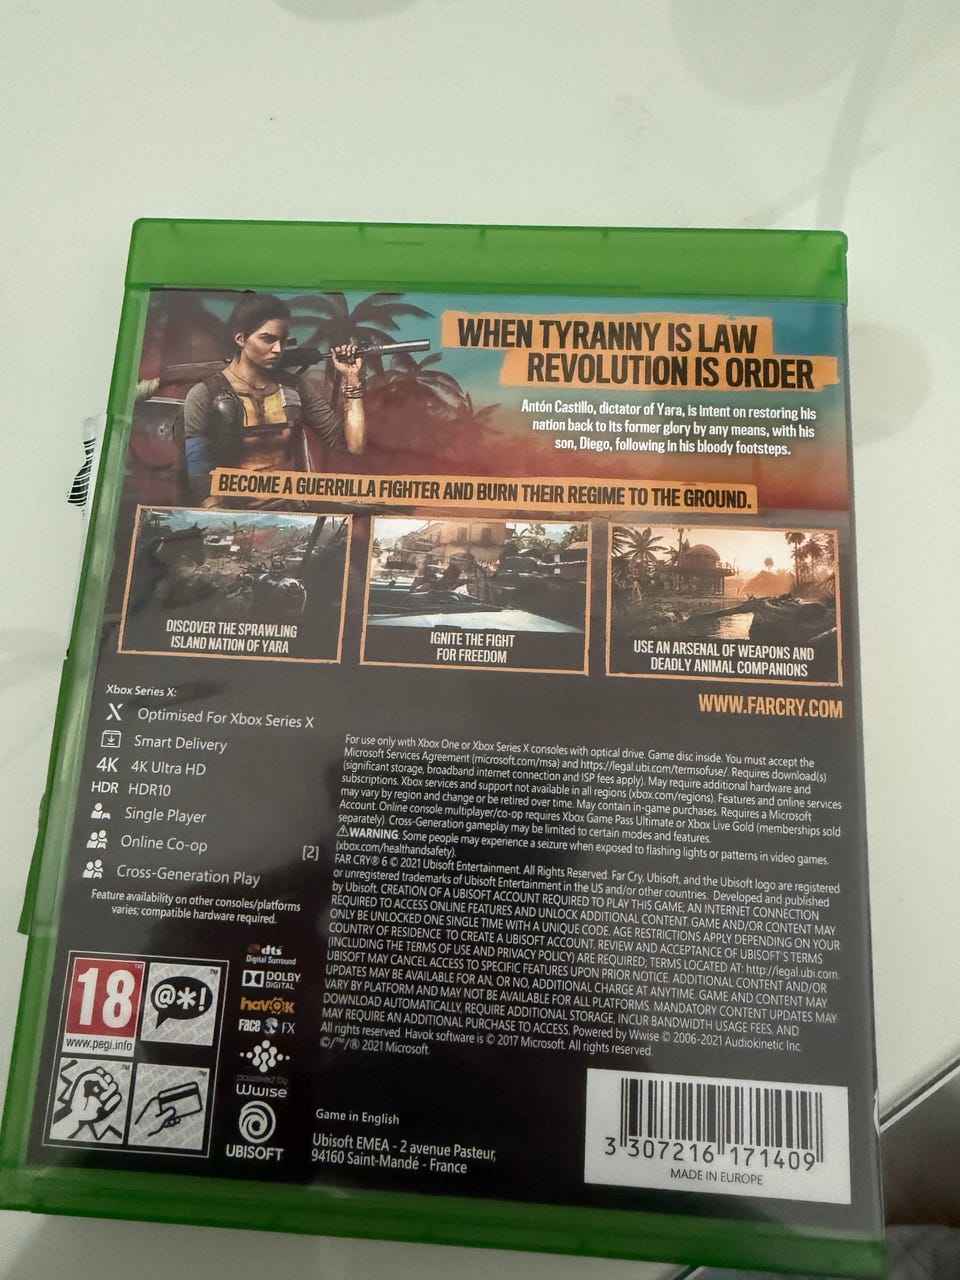 WHEN TYRANNY IS LAW
REVOLUTION IS ORDER
Antón Castillo, dictator of Yara, is intent on restoring his
nation back to its former glory by any means, with his
son, Diego, following in his bloody footsteps.
BECOME A GUERRILLA FIGHTER AND BURN THEIR REGIME TO THE GROUND.
DISCOVER THE SPRAWLING
ISLAND NATION OF YARA
IGNITE THE FIGHT
FOR FREEDOM
USE AN ARSENAL OF WEAPONS AND
DEADLY ANIMAL COMPANIONS
WWW.FARCRY.COM
Xbox Series X:
X Optimised For Xbox Series X
Smart Delivery
4K 4K Ultra HD
HDR HDR10
Single Player
Online Co-op [2]
Cross-Generation Play
Feature availability on other consoles/platforms
varies; compatible hardware required.
For use only with Xbox One or Xbox Series X consoles with optical drive. Game disc inside. You must accept the
Microsoft Services Agreement (microsoft.com/msa) and https://legal.ubi.com/termsofuse/. Requires download(s)
(significant storage, broadband internet connection and ISP fees apply). May require additional hardware and
subscriptions. Xbox services and support not available in all regions (xbox.com/regions). Features and online services
may vary by region and change or be retired over time. May contain in-game purchases. Requires a Microsoft
Account. Online console multiplayer/co-op requires Xbox Game Pass Ultimate or Xbox Live Gold (memberships sold
separately). Cross-Generation gameplay may be limited to certain modes and features.
⚠WARNING. Some people may experience a seizure when exposed to flashing lights or patterns in video games.
(xbox.com/healthandsafety).
FAR CRY® 6 © 2021 Ubisoft Entertainment. All Rights Reserved. Far Cry, Ubisoft, and the Ubisoft logo are registered
or unregistered trademarks of Ubisoft Entertainment in the US and/or other countries. Developed and published
by Ubisoft. CREATION OF A UBISOFT ACCOUNT REQUIRED TO PLAY THIS GAME; AN INTERNET CONNECTION
REQUIRED TO ACCESS ONLINE FEATURES AND UNLOCK ADDITIONAL CONTENT. GAME AND/OR CONTENT MAY
ONLY BE UNLOCKED ONE SINGLE TIME WITH A UNIQUE CODE. AGE RESTRICTIONS APPLY DEPENDING ON YOUR
COUNTRY OF RESIDENCE TO CREATE A UBISOFT ACCOUNT. REVIEW AND ACCEPTANCE OF UBISOFT'S TERMS
(INCLUDING THE TERMS OF USE AND PRIVACY POLICY) ARE REQUIRED; TERMS LOCATED AT: http://legal.ubi.com.
UBISOFT MAY CANCEL ACCESS TO SPECIFIC FEATURES UPON PRIOR NOTICE. ADDITIONAL CONTENT AND/OR
UPDATES MAY BE AVAILABLE FOR AN, OR NO, ADDITIONAL CHARGE AT ANYTIME. GAME AND CONTENT MAY
VARY BY PLATFORM AND MAY NOT BE AVAILABLE FOR ALL PLATFORMS. MANDATORY CONTENT UPDATES MAY
DOWNLOAD AUTOMATICALLY, REQUIRE ADDITIONAL STORAGE, INCUR BANDWIDTH USAGE FEES, AND
MAY REQUIRE AN ADDITIONAL PURCHASE TO ACCESS. Powered by Wwise © 2006-2021 Audiokinetic Inc.
All rights reserved. Havok software is © 2017 Microsoft. All rights reserved.
©/™/® 2021 Microsoft.
18
www.pegi.info
@*!
dts
Digital Surround
DOLBY
DIGITAL
havok
FACE FX
powered by
wwise
UBISOFT
Game in English
Ubisoft EMEA - 2 avenue Pasteur,
94160 Saint-Mandé - France
3 307216 171409
MADE IN EUROPE